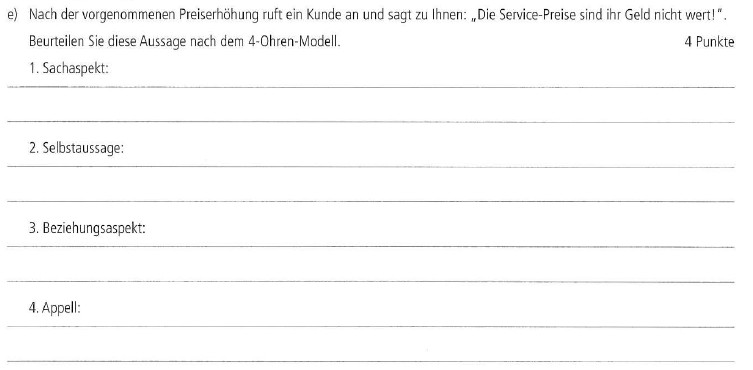 e) Nach der vorgenommenen Preiserhöhung ruft ein Kunde an und sagt zu Ihnen: „Die Service-Preise sind ihr Geld nicht wert!“.
Beurteilen Sie diese Aussage nach dem 4-Ohren-Modell. 4 Punkte
1. Sachaspekt:
2. Selbstaussage:
3. Beziehungsaspekt:
4. Appell: